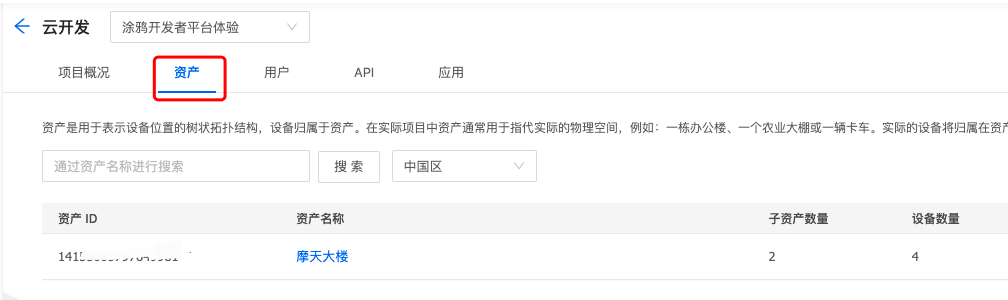 云开发 涂鸦开发者平台体验
项目概况 资产 用户 API 应用
资产是用于表示设备位置的树状拓扑结构，设备归属于资产。在实际项目中资产通常用于指代实际的物理空间，例如：一栋办公楼、一个农业大棚或一辆卡车。实际的设备将归属在资产
通过资产名称进行搜索 搜 索 中国区
资产 ID 资产名称 子资产数量 设备数量
摩天大楼 2 4